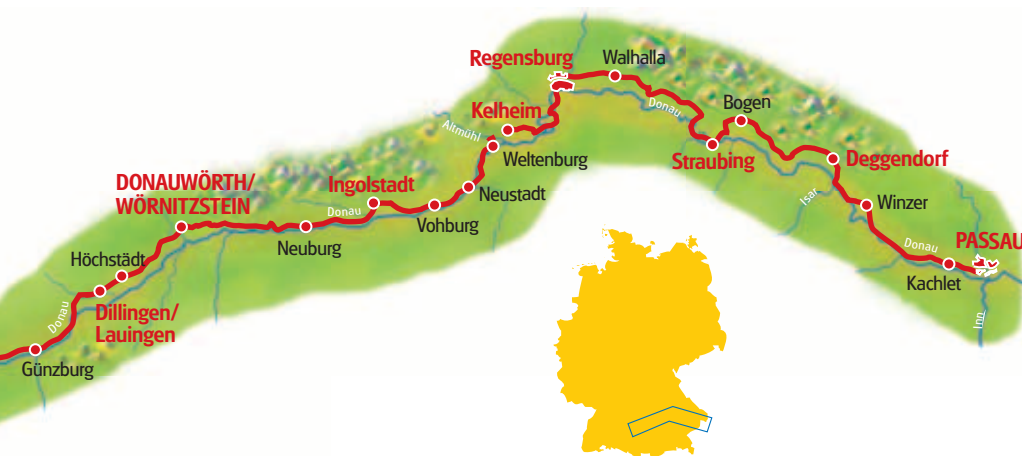 Regensburg
Walhalla
Donau
Bogen
Kelheim
Altmühl
Weltenburg
Straubing
Deggendorf
DONAUWÖRTH/
WÖRNITZSTEIN
Ingolstadt
Neustadt
Isar
Winzer
Donau
Vohburg
Neuburg
Höchstädt
Donau
PASSAU
Kachlet
Dillingen/
Lauingen
Donau
Inn
Günzburg